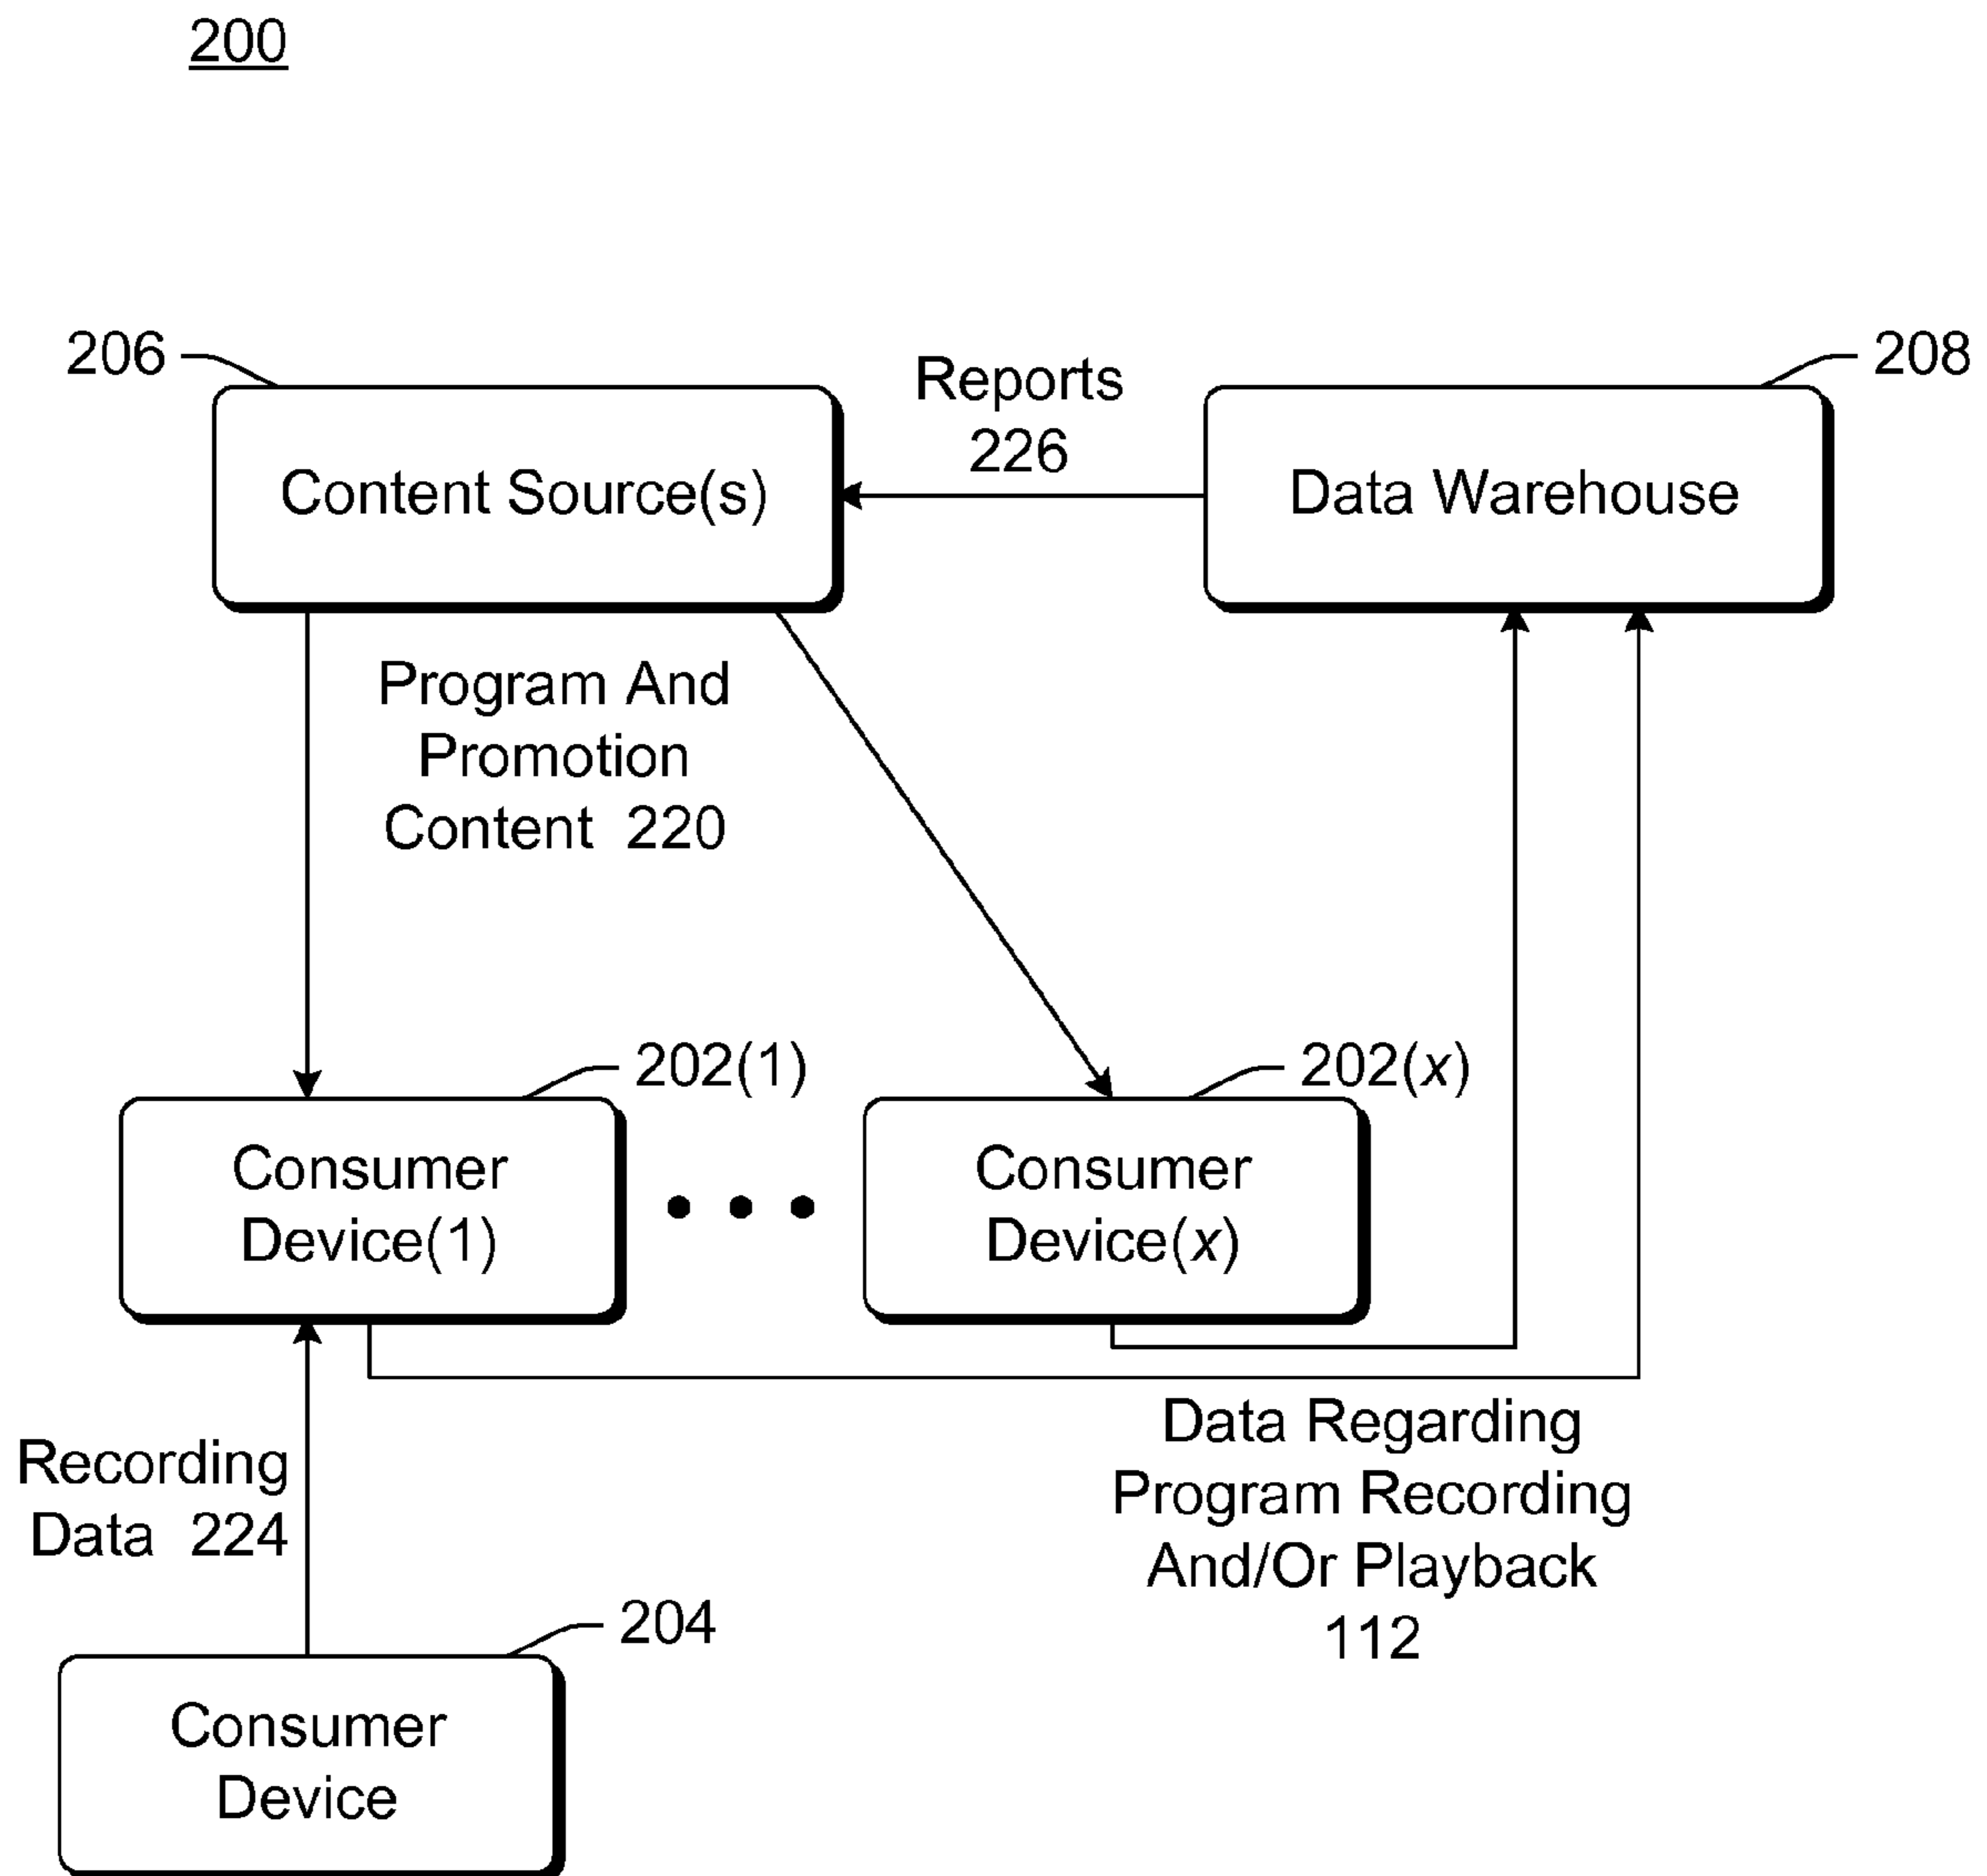 200
206
Reports
226
208
Content Source(s)
Data Warehouse
Program And
Promotion
Content 220
202(1)
202(x)
Consumer
Device(1)
Consumer
Device(x)
Recording
Data 224
Data Regarding
Program Recording
And/Or Playback
112
204
Consumer
Device